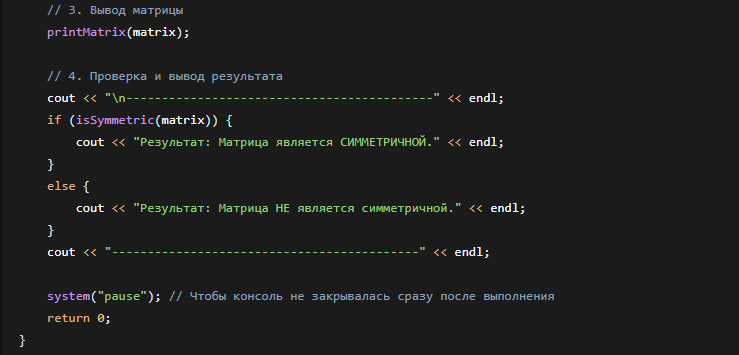 // 3. Вывод матрицы
printMatrix(matrix);
// 4. Проверка и вывод результата
cout << "\n-------------------------------------------" << endl;
if (isSymmetric(matrix)) {
cout << "Результат: Матрица является СИММЕТРИЧНОЙ." << endl;
}
else {
cout << "Результат: Матрица НЕ является симметричной." << endl;
}
cout << "-------------------------------------------" << endl;
system("pause"); // Чтобы консоль не закрывалась сразу после выполнения
return 0;
}